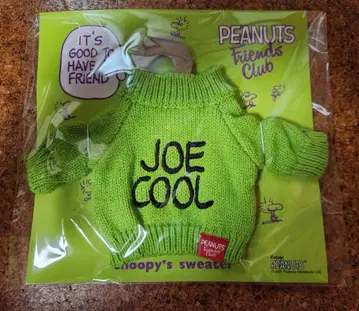 IT'S
GOOD TO
HAVE A
FRIEND
PEANUTS
Friends
Club
JOE
COOL
PEANUTS
Friends
Club
Snoopy's sweater
PEANUTS